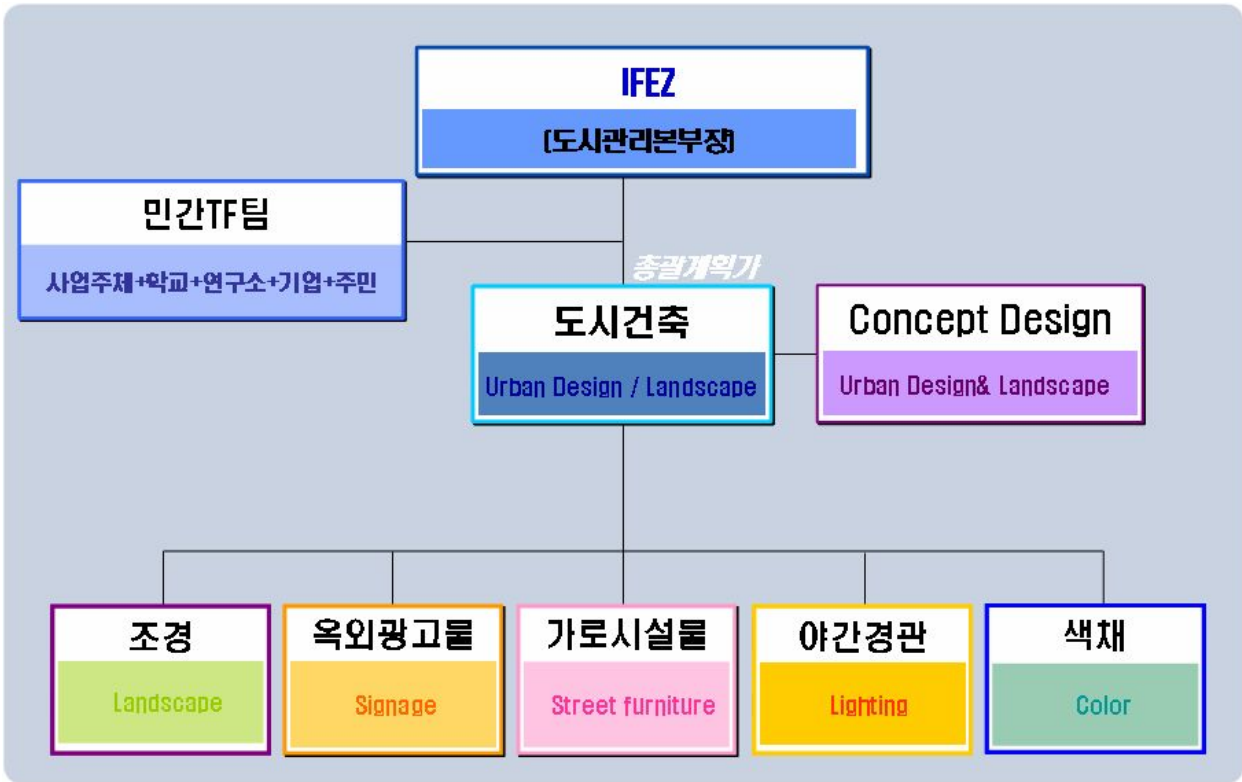 IFEZ
(도시관리본부장)
민간TF팀
사업주체+학교+연구소+기업+주민
총괄계획가
도시건축
Urban Design / Landscape
Concept Design
Urban Design& Landscape
조경
Landscape
옥외광고물
Signage
가로시설물
Street furniture
야간경관
Lighting
색채
Color